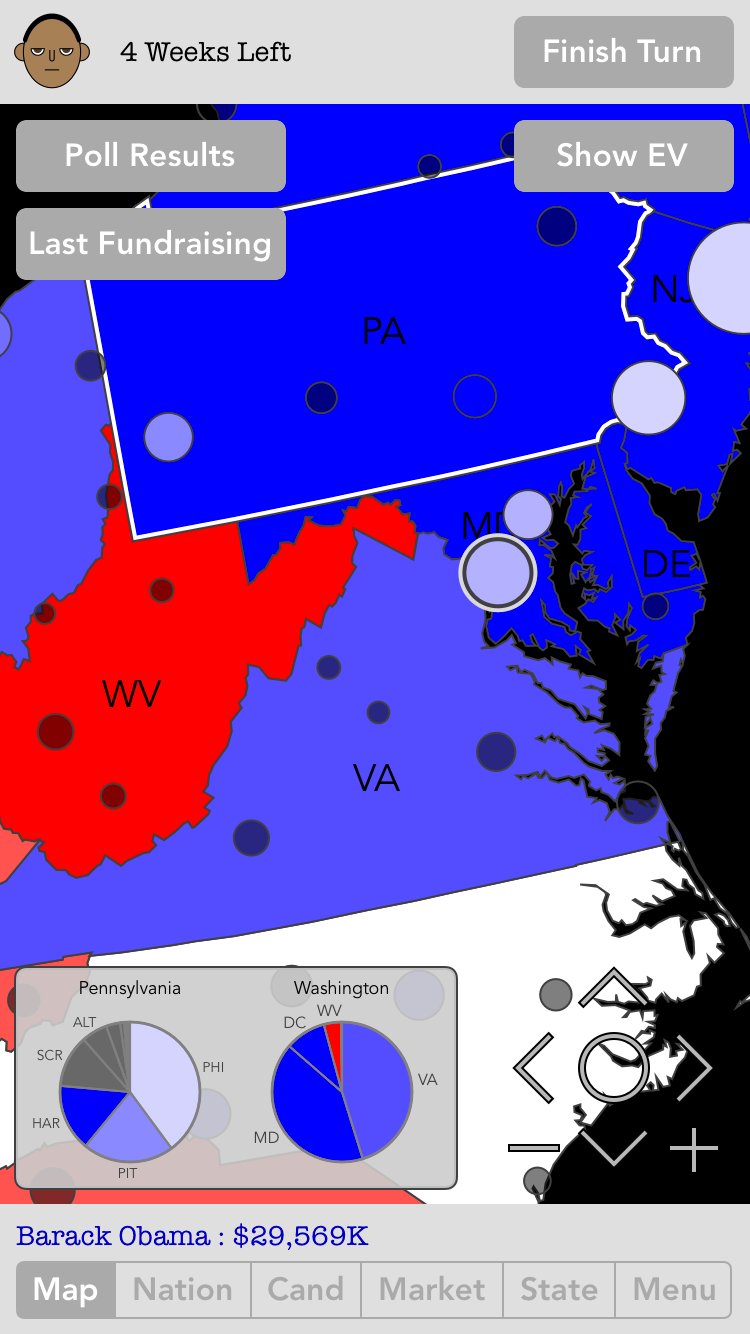 4 Weeks Left
Finish Turn
Poll Results
Show EV
Last Fundraising
NJ
PA
MD
DE
WV
VA
Pennsylvania
Washington
ALT
SCR
HAR
PIT
PHI
WV
DC
VA
MD
Barack Obama : $29,569K
Map
Nation
Cand
Market
State
Menu